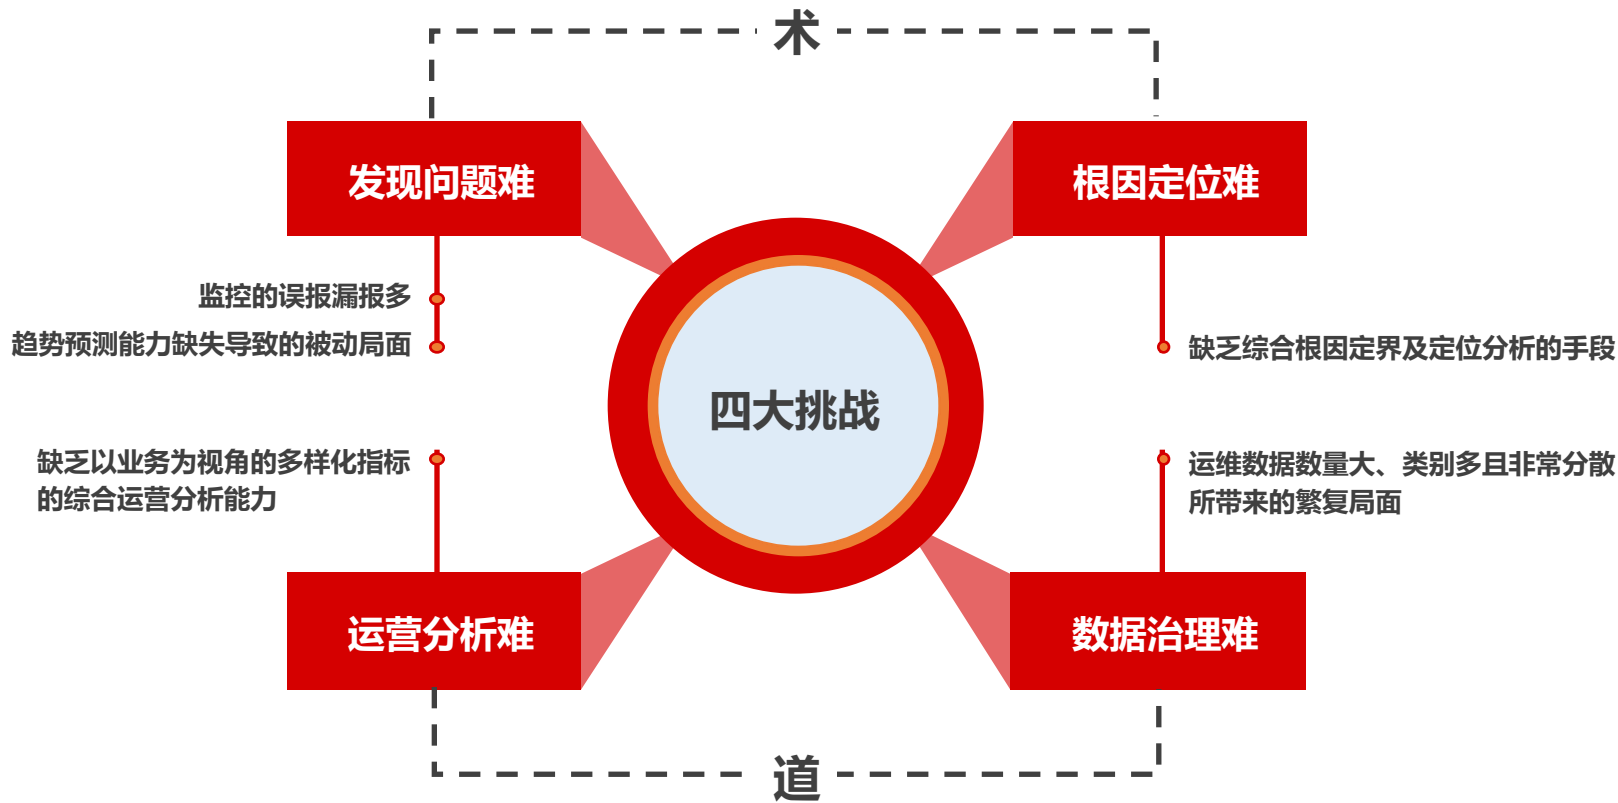 术
发现问题难
根因定位难
监控的误报漏报多
趋势预测能力缺失导致的被动局面
缺乏综合根因定界及定位分析的手段
四大挑战
缺乏以业务为视角的多样化指标
的综合运营分析能力
运维数据数量大、类别多且非常分散
所带来的繁复局面
运营分析难
数据治理难
道